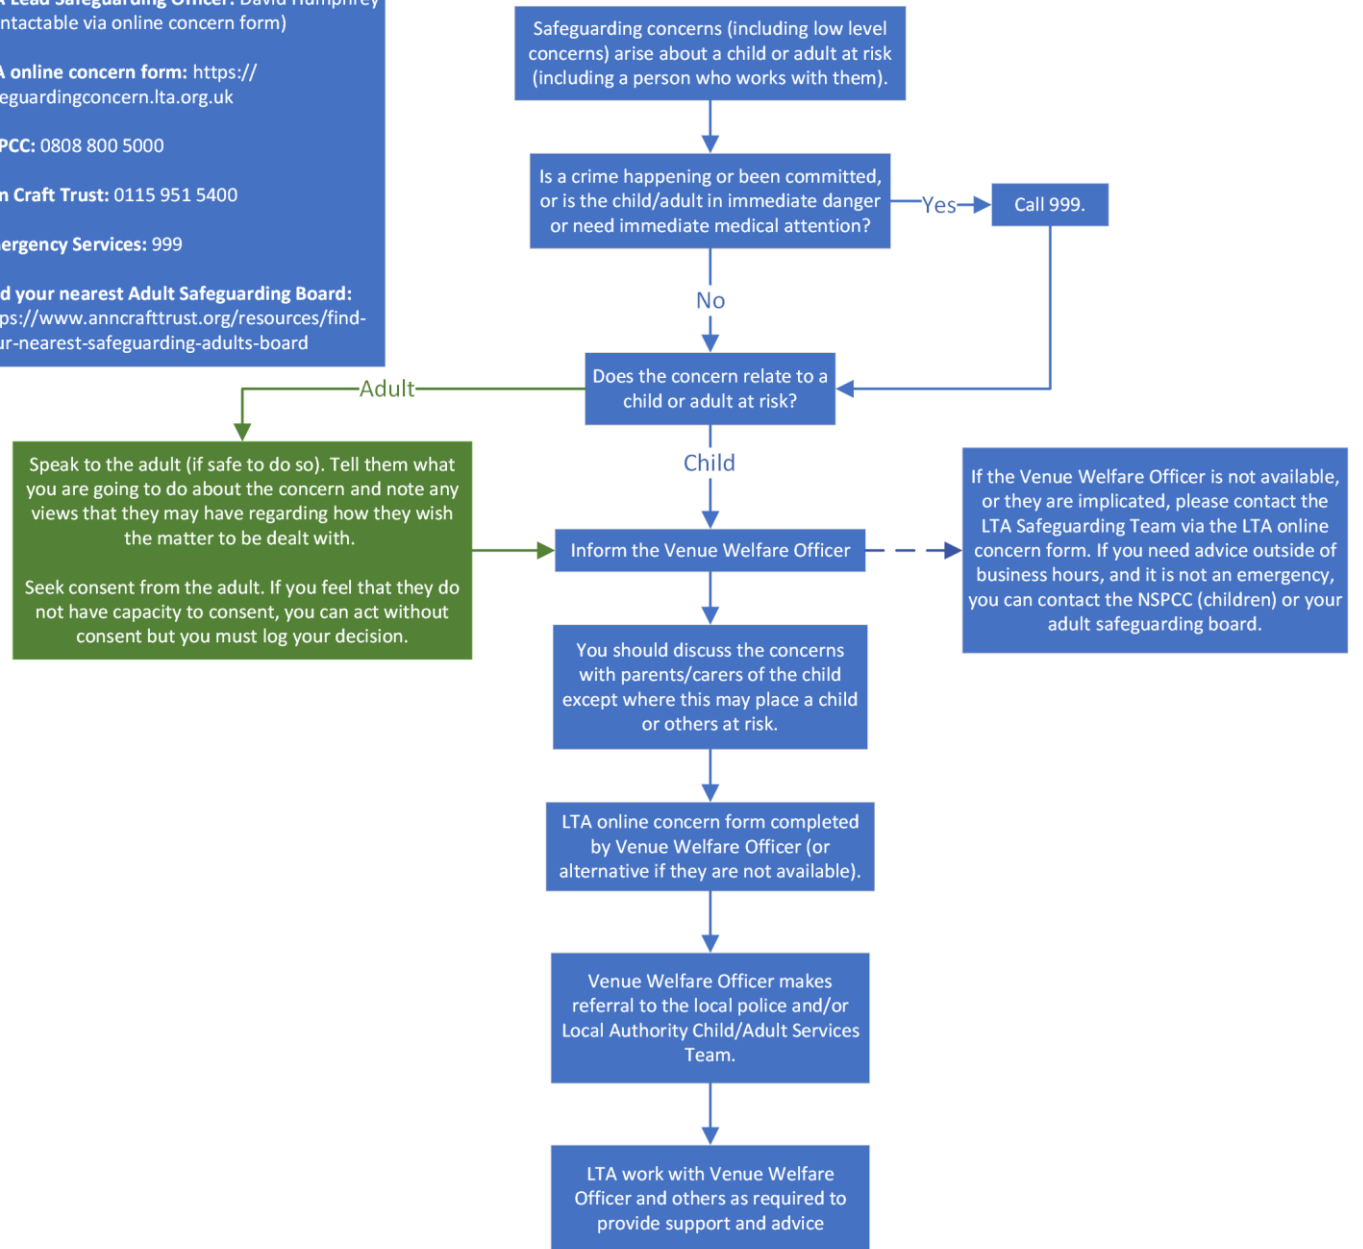 Lead Safeguarding Officer: David Humphrey
ntactable via online concern form)
online concern form: https://
eguardingconcern.lta.org.uk
PCC: 0808 800 5000
Craft Trust: 0115 951 5400
ergency Services: 999
d your nearest Adult Safeguarding Board:
ps://www.anncrafttrust.org/resources/find-
ur-nearest-safeguarding-adults-board
Safeguarding concerns (including low level
concerns) arise about a child or adult at risk
(including a person who works with them).
Is a crime happening or been committed,
or is the child/adult in immediate danger
or need immediate medical attention?
Yes
Call 999.
No
Does the concern relate to a
child or adult at risk?
Adult
Child
Speak to the adult (if safe to do so). Tell them what
you are going to do about the concern and note any
views that they may have regarding how they wish
the matter to be dealt with.
Seek consent from the adult. If you feel that they do
not have capacity to consent, you can act without
consent but you must log your decision.
Inform the Venue Welfare Officer
If the Venue Welfare Officer is not available,
or they are implicated, please contact the
LTA Safeguarding Team via the LTA online
concern form. If you need advice outside of
business hours, and it is not an emergency,
you can contact the NSPCC (children) or your
adult safeguarding board.
You should discuss the concerns
with parents/carers of the child
except where this may place a child
or others at risk.
LTA online concern form completed
by Venue Welfare Officer (or
alternative if they are not available).
Venue Welfare Officer makes
referral to the local police and/or
Local Authority Child/Adult Services
Team.
LTA work with Venue Welfare
Officer and others as required to
provide support and advice